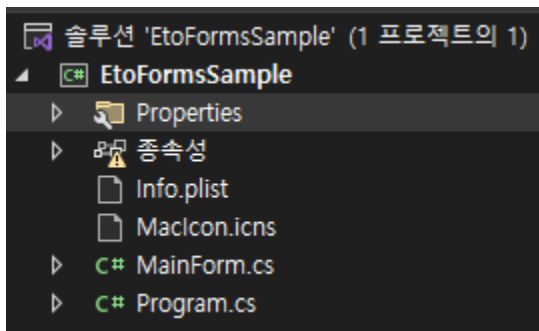 솔루션 'EtoFormsSample' (1 프로젝트의 1)
C# EtoFormsSample
Properties
종속성
Info.plist
MacIcon.icns
C# MainForm.cs
C# Program.cs